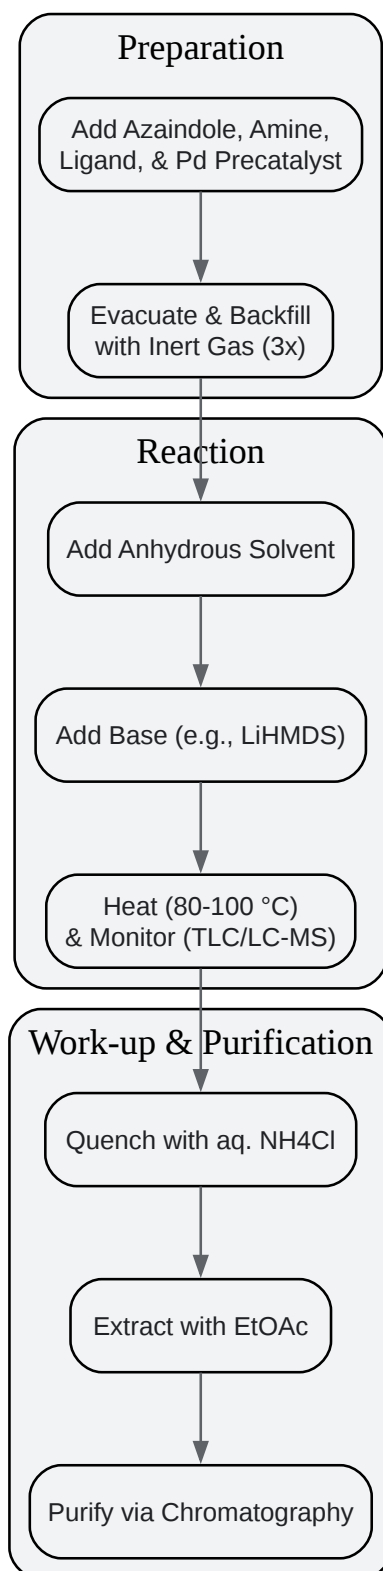 Preparation
Add Azaindole, Amine,
Ligand, & Pd Precatalyst
Evacuate & Backfill
with Inert Gas (3x)
Reaction
Add Anhydrous Solvent
Add Base (e.g., LiHMDS)
Heat (80-100 °C)
& Monitor (TLC/LC-MS)
Work-up & Purification
Quench with aq. NH4Cl
Extract with EtOAc
Purify via Chromatography